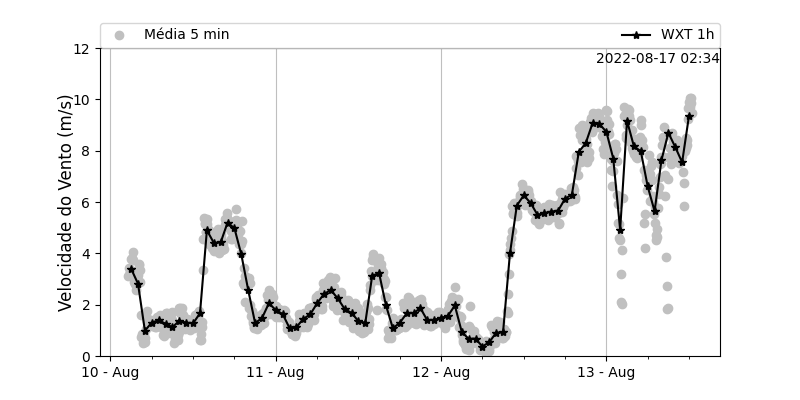 Média 5 min
WXT 1h
2022-08-17 02:34
Velocidade do Vento (m/s)
12
10
8
6
4
2
0
10 - Aug
11 - Aug
12 - Aug
13 - Aug